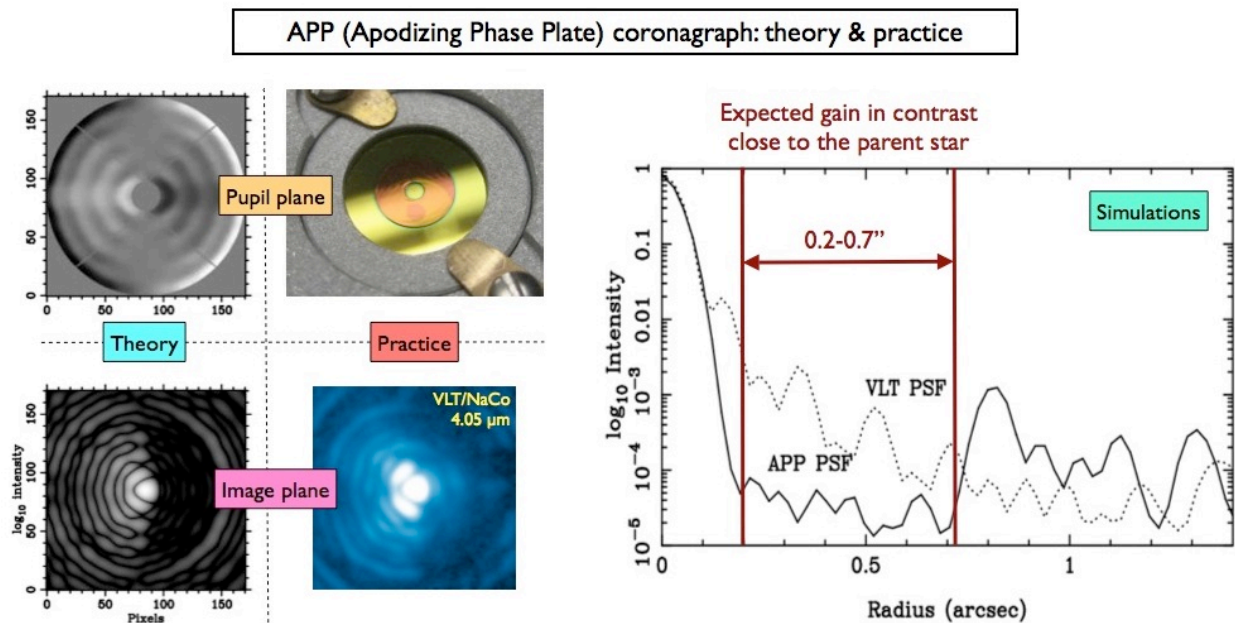 APP (Apodizing Phase Plate) coronagraph: theory & practice
150
100
50
0
0 50 100 150
Pupil plane
Theory
Practice
log₁₀ intensity
150
100
50
0
0 50 100 150
Pixels
Image plane
VLT/NaCo
4.05 µm
Expected gain in contrast
close to the parent star
Simulations
0.2-0.7”
log₁₀ Intensity
1
0.1
0.01
10⁻³
10⁻⁴
10⁻⁵
VLT PSF
APP PSF
0 0.5 1
Radius (arcsec)